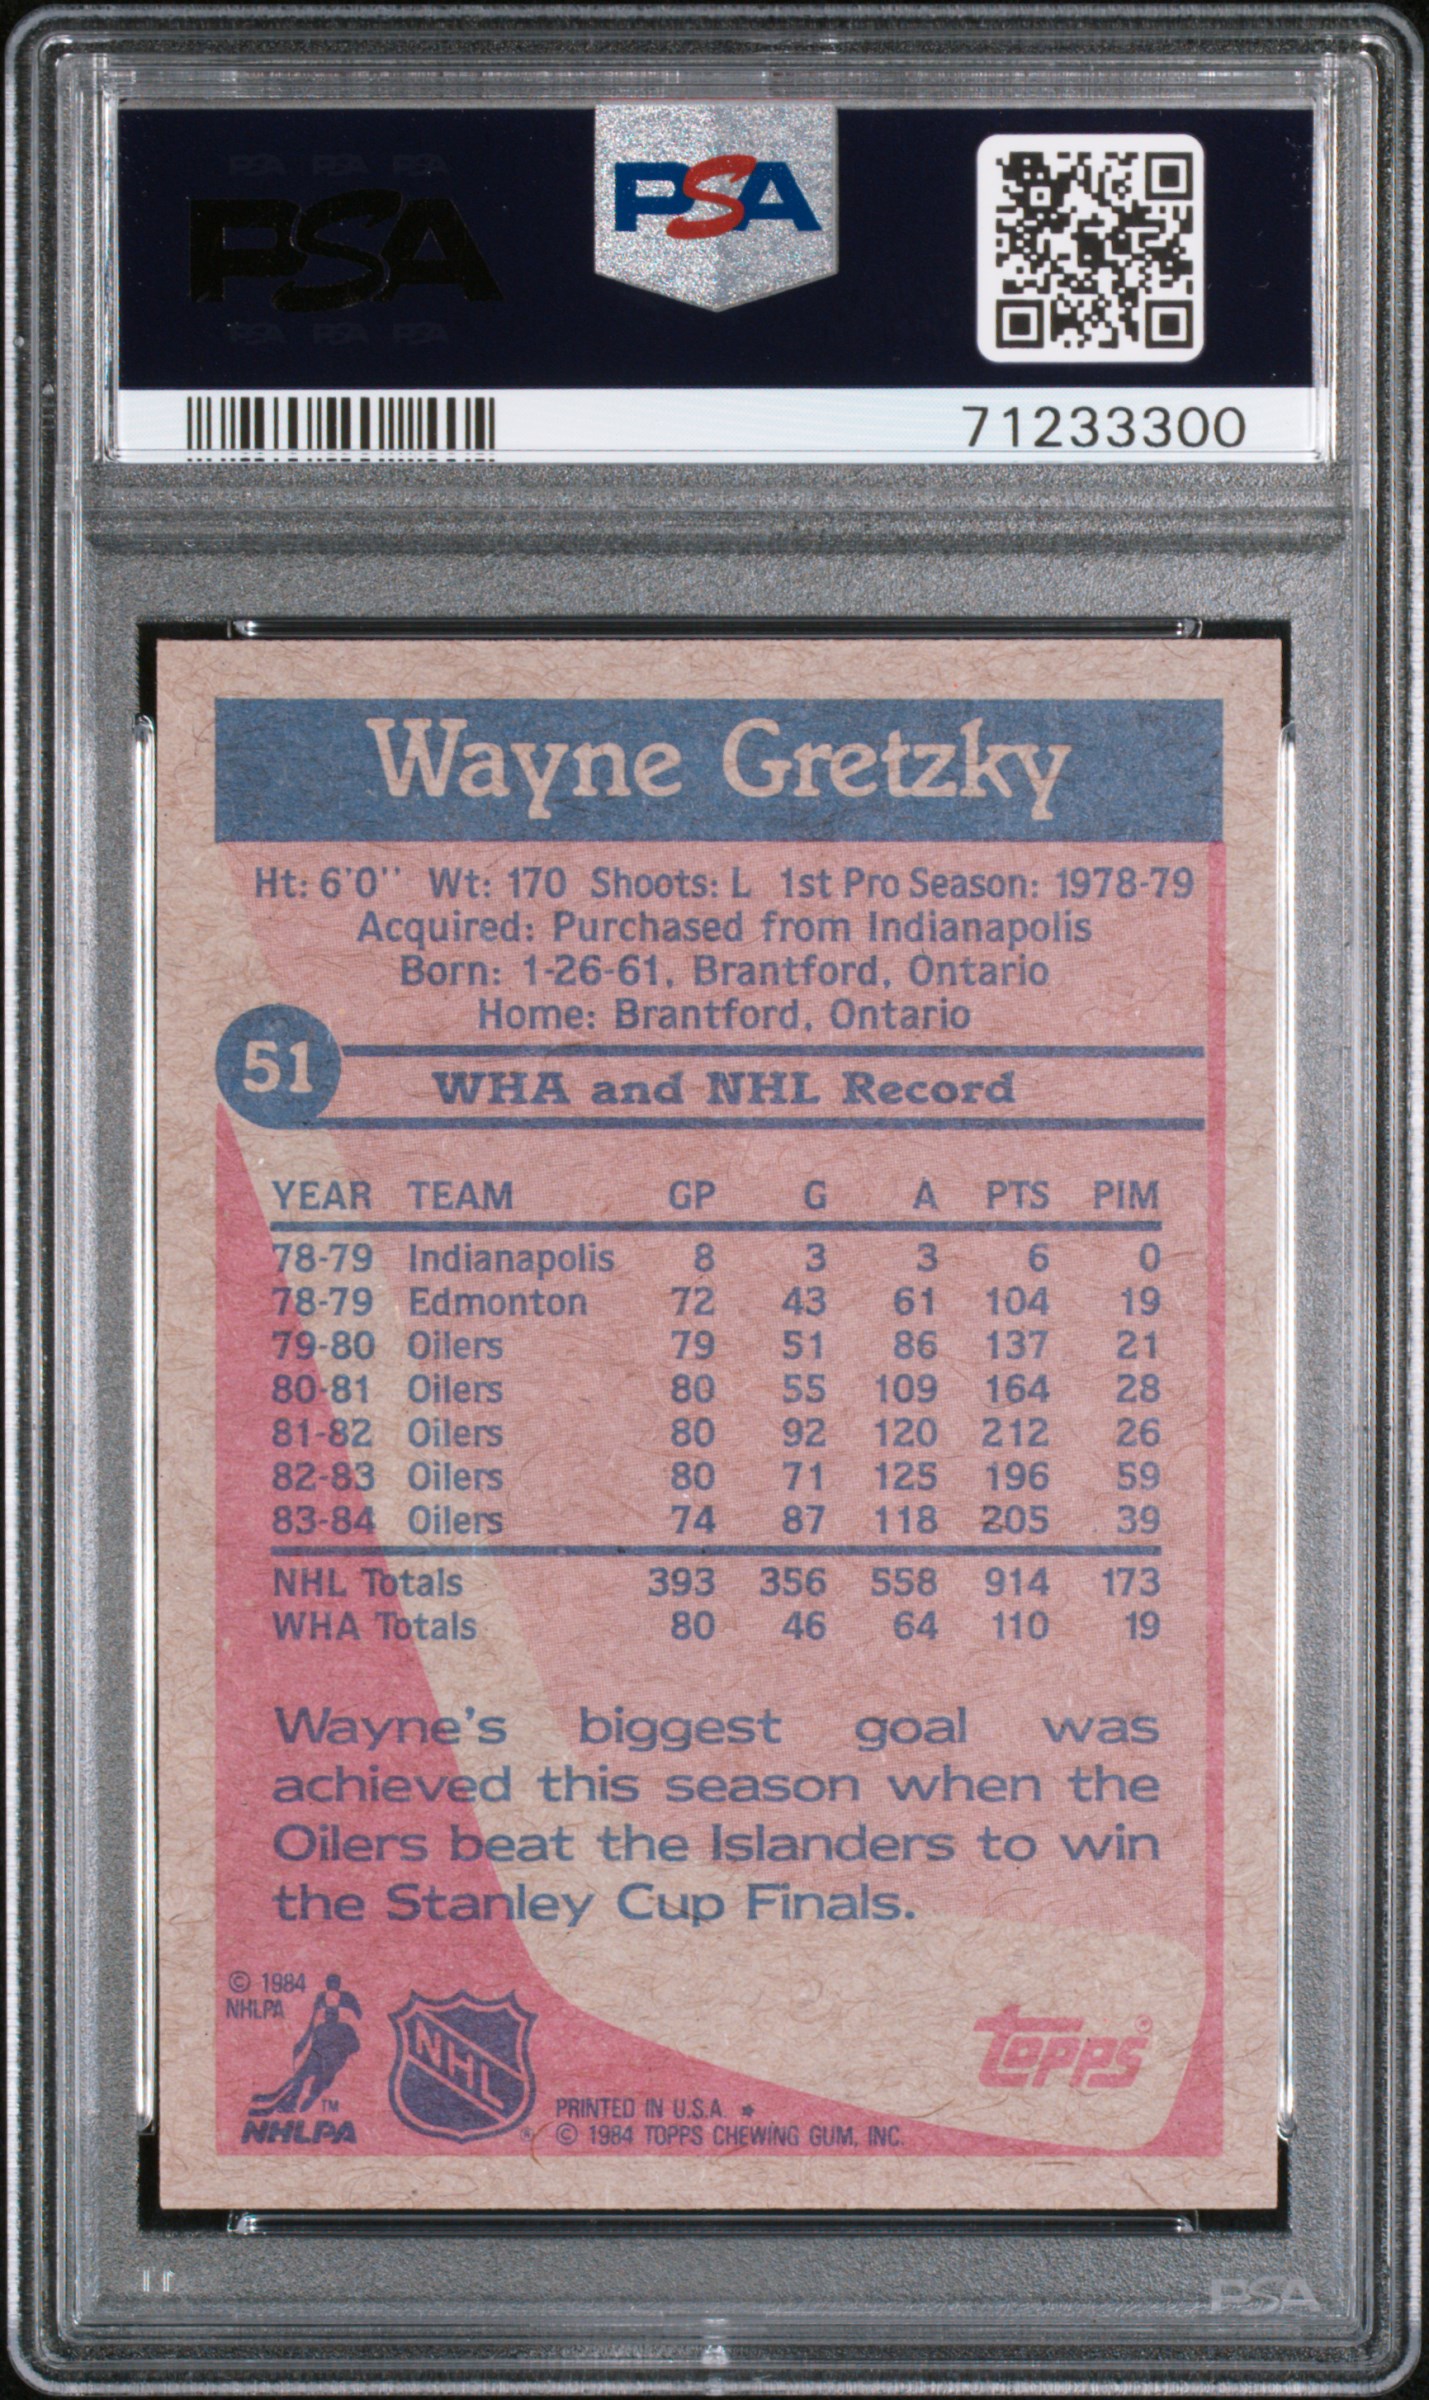 PSA PSA PSA
PSA
PSA PSA PSA
PSA
71233300
Wayne Gretzky
Ht: 6'0'' Wt: 170 Shoots: L 1st Pro Season: 1978-79
Acquired: Purchased from Indianapolis
Born: 1-26-61, Brantford, Ontario
Home: Brantford, Ontario
51
WHA and NHL Record
YEAR TEAM GP G A PTS PIM
78-79 Indianapolis 8 3 3 6 0
78-79 Edmonton 72 43 61 104 19
79-80 Oilers 79 51 86 137 21
80-81 Oilers 80 55 109 164 28
81-82 Oilers 80 92 120 212 26
82-83 Oilers 80 71 125 196 59
83-84 Oilers 74 87 118 205 39
NHL Totals 393 356 558 914 173
WHA Totals 80 46 64 110 19
Wayne's biggest goal was
achieved this season when the
Oilers beat the Islanders to win
the Stanley Cup Finals.
© 1984
NHLPA
TM
NHLPA
NHL
®
PRINTED IN U.S.A. *
© 1984 TOPPS CHEWING GUM, INC.
topps®
PSA